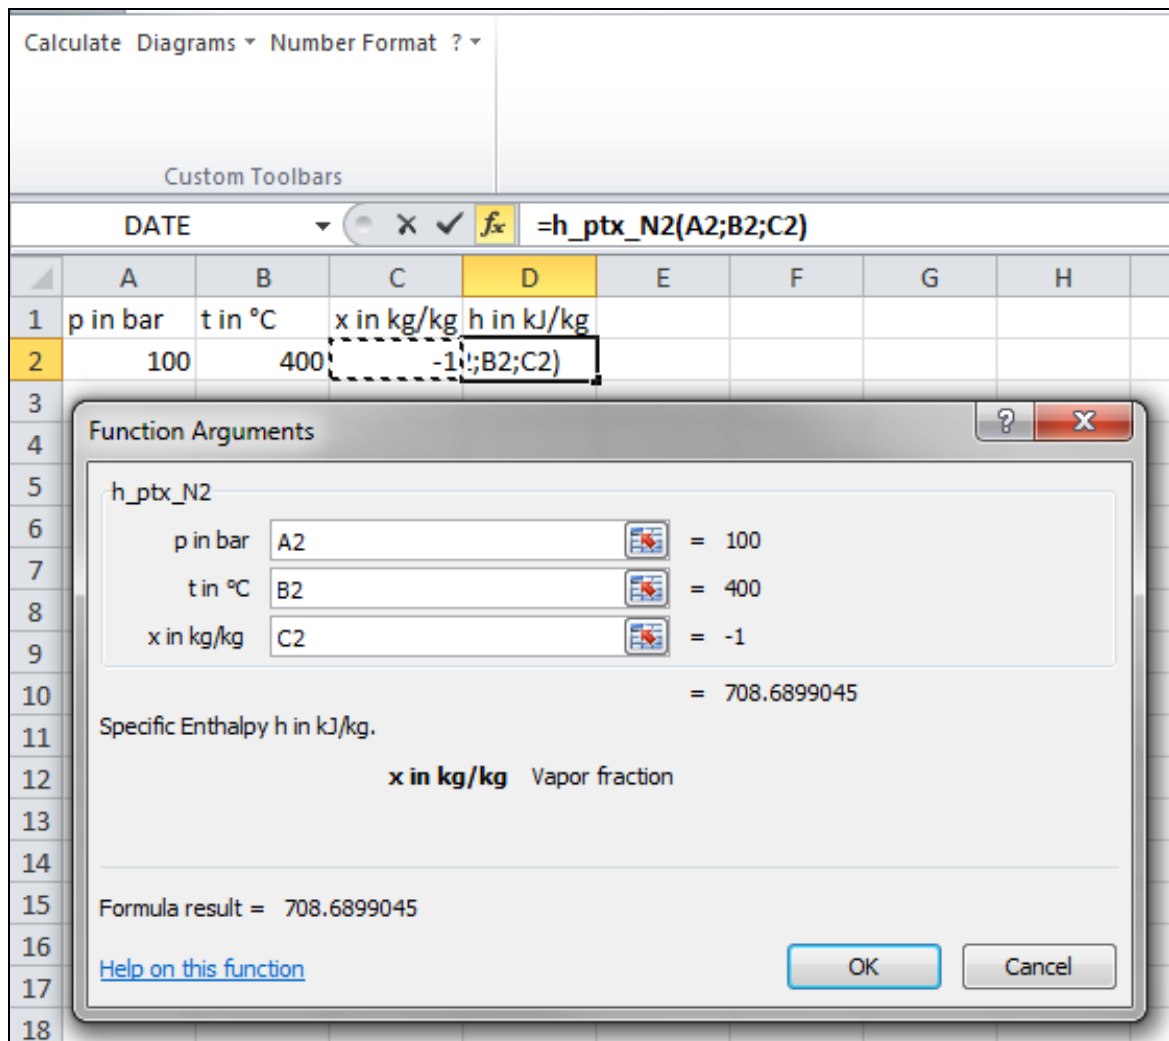 Calculate Diagrams Number Format ?
Custom Toolbars
DATE fx =h_ptx_N2(A2;B2;C2)
A B C D E F G H
1 p in bar t in °C x in kg/kg h in kJ/kg
2 100 400 -1 ;B2;C2)
3
4 Function Arguments ? X
5 h_ptx_N2
6 p in bar A2 = 100
7 t in °C B2 = 400
8
9 x in kg/kg C2 = -1
10 = 708.6899045
11 Specific Enthalpy h in kJ/kg.
12 x in kg/kg Vapor fraction
13
14
15 Formula result = 708.6899045
16
17 Help on this function OK Cancel
18